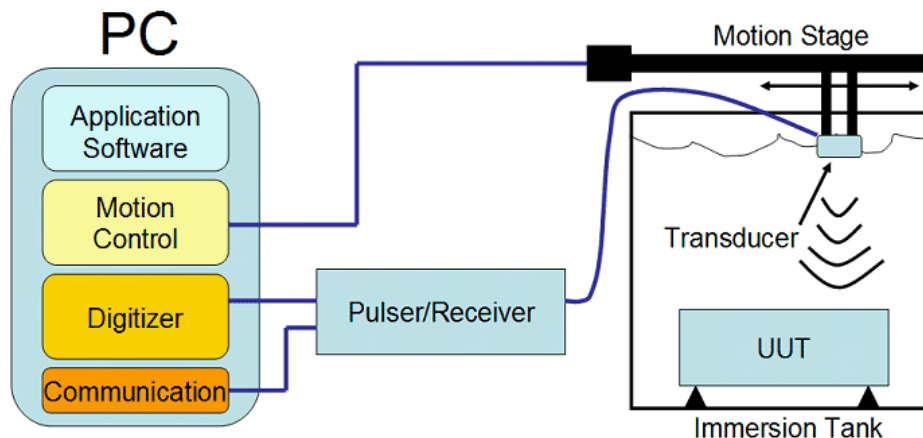 PC
Application
Software
Motion
Control
Digitizer
Communication
Pulser/Receiver
Motion Stage
Transducer
UUT
Immersion Tank